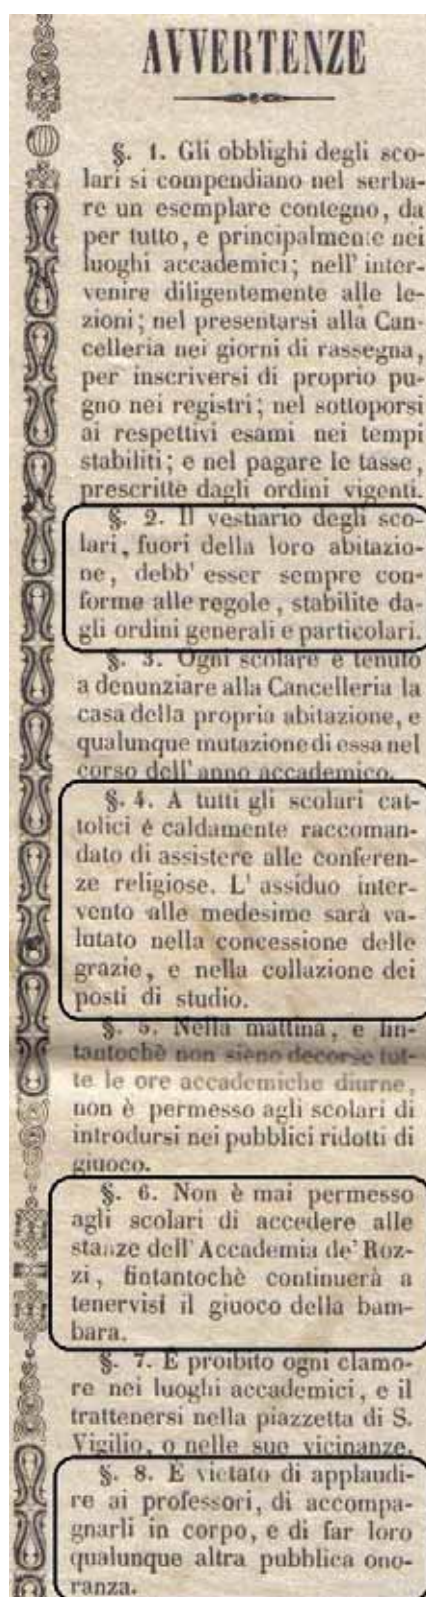 AVVERTENZE
§. 1. Gli obblighi degli sco-
lari si compendiano nel serba-
re un esemplare contegno, da
per tutto, e principalmente nei
luoghi accademici; nell' inter-
venire diligentemente alle le-
zioni; nel presentarsi alla Can-
celleria nei giorni di rassegna,
per inscriversi di proprio pu-
gno nei registri; nel sottoporsi
ai respettivi esami nei tempi
stabiliti; e nel pagare le tasse,
prescritte dagli ordini vigenti.
§. 2. Il vestiario degli sco-
lari, fuori della loro abitazio-
ne, debb' esser sempre con-
forme alle regole, stabilite da-
gli ordini generali e particolari.
§. 3. Ogni scolare è tenuto
a denunziare alla Cancelleria la
casa della propria abitazione, e
qualunque mutazione di essa nel
corso dell' anno accademico.
§. 4. A tutti gli scolari cat-
tolici è caldamente raccoman-
dato di assistere alle conferen-
ze religiose. L' assiduo inter-
vento alle medesime sarà va-
lutato nella concessione delle
grazie, e nella collazione dei
posti di studio.
§. 5. Nella mattina, e fin-
tantochè non sieno decorse tut-
te le ore accademiche diurne,
non è permesso agli scolari di
introdursi nei pubblici ridotti di
giuoco.
§. 6. Non è mai permesso
agli scolari di accedere alle
stanze dell' Accademia de' Roz-
zi, fintantochè continuerà a
tenervisi il giuoco della bam-
bara.
§. 7. È proibito ogni clamo-
re nei luoghi accademici, e il
trattenersi nella piazzetta di S.
Vigilio, o nelle sue vicinanze.
§. 8. È vietato di applaudi-
re ai professori, di accompa-
gnarli in corpo, e di far loro
qualunque altra pubblica ono-
ranza.